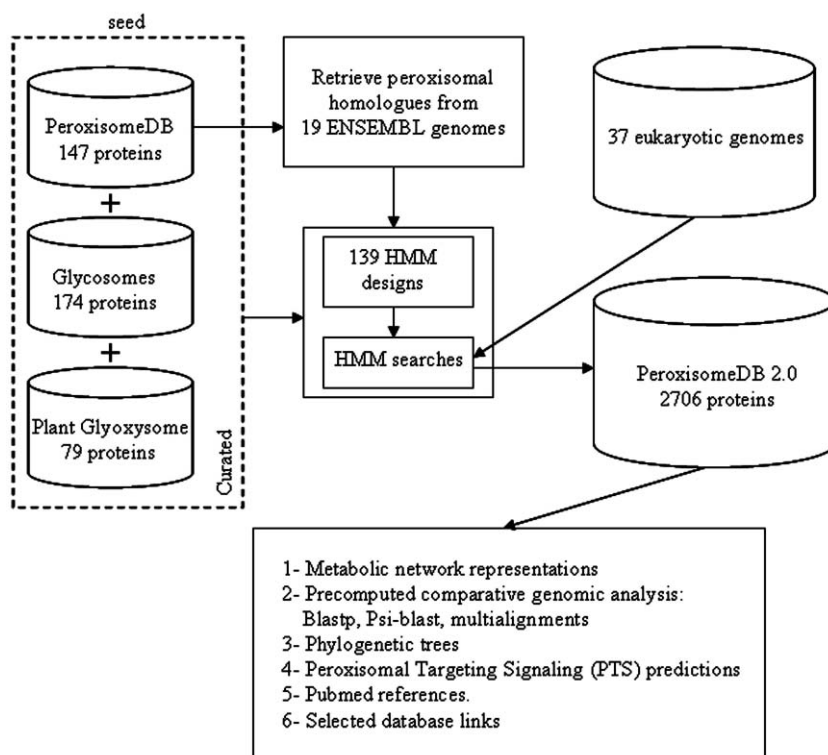 seed
PeroxisomeDB
147 proteins
+
Glycosomes
174 proteins
+
Plant Glyoxysome
79 proteins
Curated
Retrieve peroxisomal
homologues from
19 ENSEMBL genomes
139 HMM
designs
HMM searches
37 eukaryotic genomes
PeroxisomeDB 2.0
2706 proteins
1- Metabolic network representations
2- Precomputed comparative genomic analysis:
Blastp, Psi-blast, multialignments
3- Phylogenetic trees
4- Peroxisomal Targeting Signaling (PTS) predictions
5- Pubmed references.
6- Selected database links